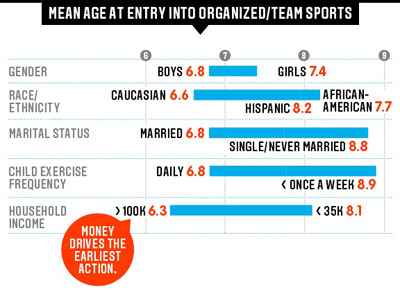 MEAN AGE AT ENTRY INTO ORGANIZED/TEAM SPORTS
6 7 8 9
GENDER BOYS 6.8 GIRLS 7.4
RACE/
ETHNICITY
CAUCASIAN 6.6
HISPANIC 8.2
AFRICAN-
AMERICAN 7.7
MARITAL STATUS MARRIED 6.8
SINGLE/NEVER MARRIED 8.8
CHILD EXERCISE
FREQUENCY
DAILY 6.8
< ONCE A WEEK 8.9
HOUSEHOLD
INCOME
>100K 6.3 < 35K 8.1
MONEY
DRIVES THE
EARLIEST
ACTION.